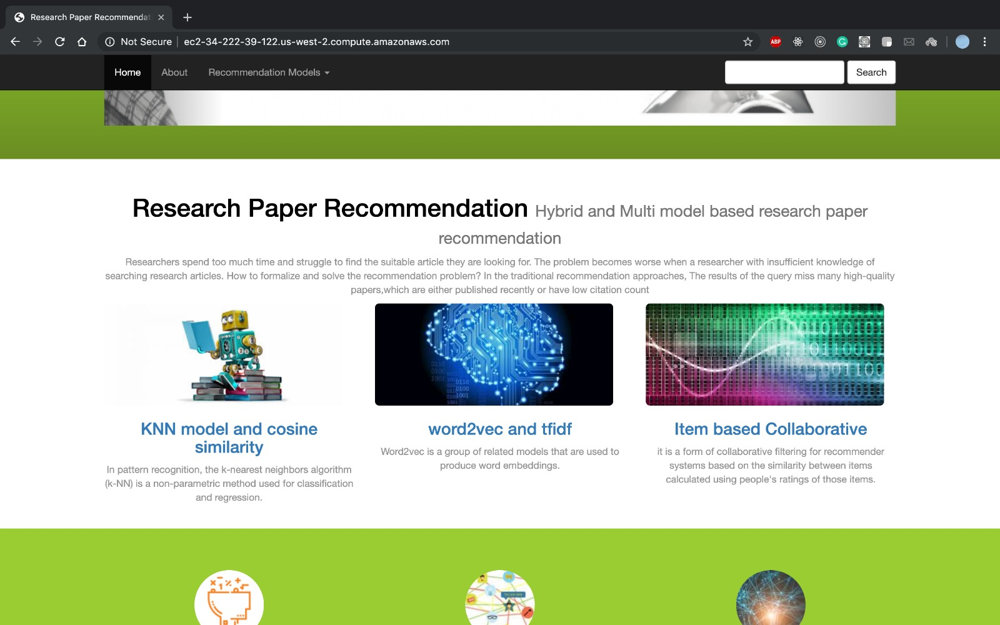 Research Paper Recommendat
Not Secure
ec2-34-222-39-122.us-west-2.compute.amazonaws.com
ABP
Home
About
Recommendation Models
Search
Research Paper Recommendation Hybrid and Multi model based research paper
recommendation
Researchers spend too much time and struggle to find the suitable article they are looking for. The problem becomes worse when a researcher with insufficient knowledge of
searching research articles. How to formalize and solve the recommendation problem? In the traditional recommendation approaches, The results of the query miss many high-quality
papers,which are either published recently or have low citation count
KNN model and cosine
similarity
In pattern recognition, the k-nearest neighbors algorithm
(k-NN) is a non-parametric method used for classification
and regression.
word2vec and tfidf
Word2vec is a group of related models that are used to
produce word embeddings.
Item based Collaborative
it is a form of collaborative filtering for recommender
systems based on the similarity between items
calculated using people's ratings of those items.